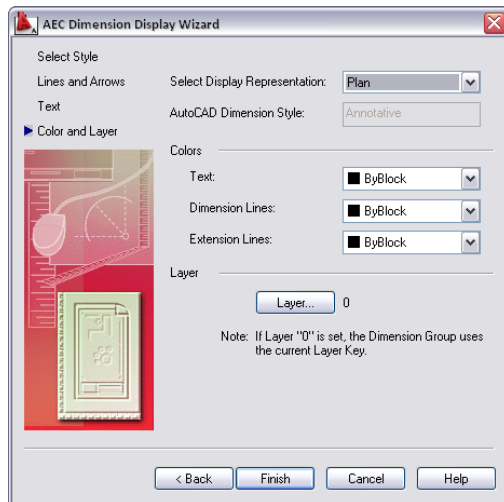 AEC Dimension Display Wizard
Select Style
Lines and Arrows
Text
Color and Layer
Select Display Representation: Plan
AutoCAD Dimension Style: Annotative
Colors
Text: ByBlock
Dimension Lines: ByBlock
Extension Lines: ByBlock
Layer
Layer... 0
Note: If Layer "0" is set, the Dimension Group uses
the current Layer Key.
< Back Finish Cancel Help